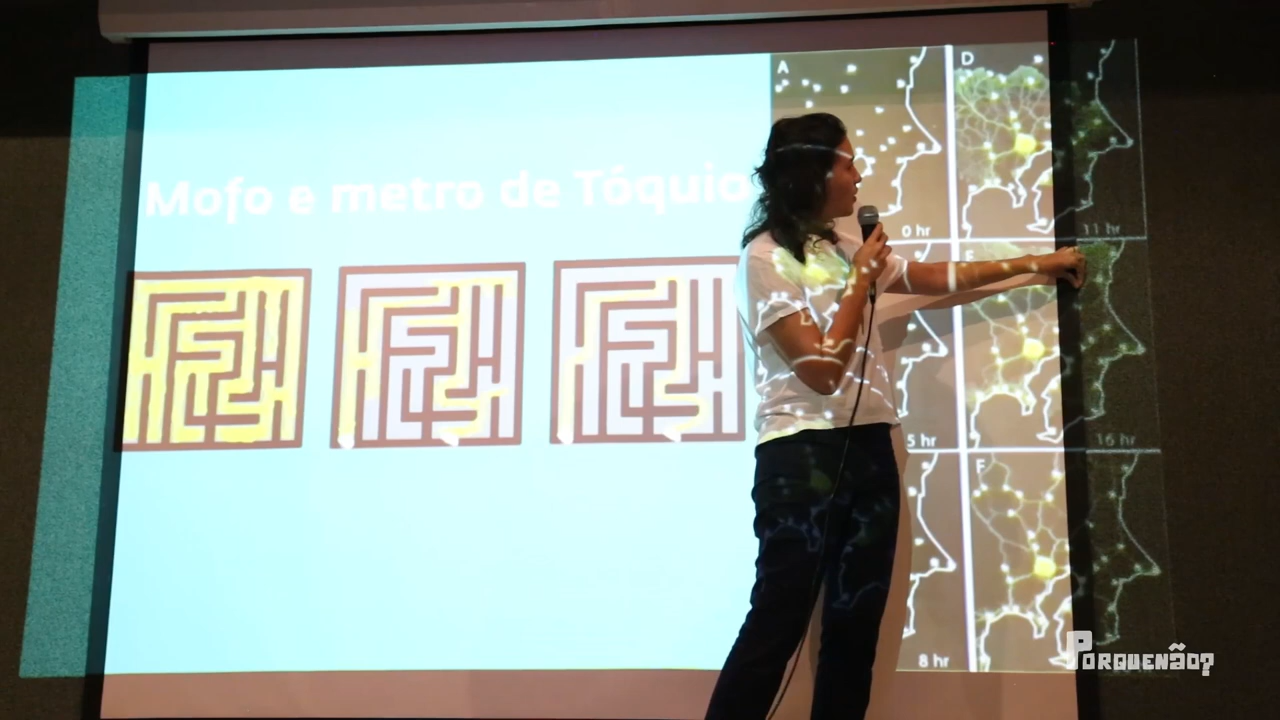 Mofo e metro de Tóquio
A
D
0 hr
11 hr
E
5 hr
16 hr
F
8 hr
PORQUENÃO?